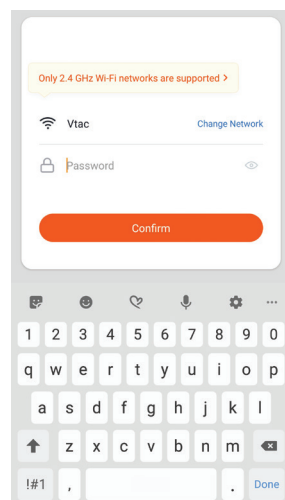 Only 2.4 GHz Wi-Fi networks are supported >
Vtac Change Network
Password
Confirm
1 2 3 4 5 6 7 8 9 0
q w e r t y u i o p
a s d f g h j k l
z x c v b n m
!#1 , . Done